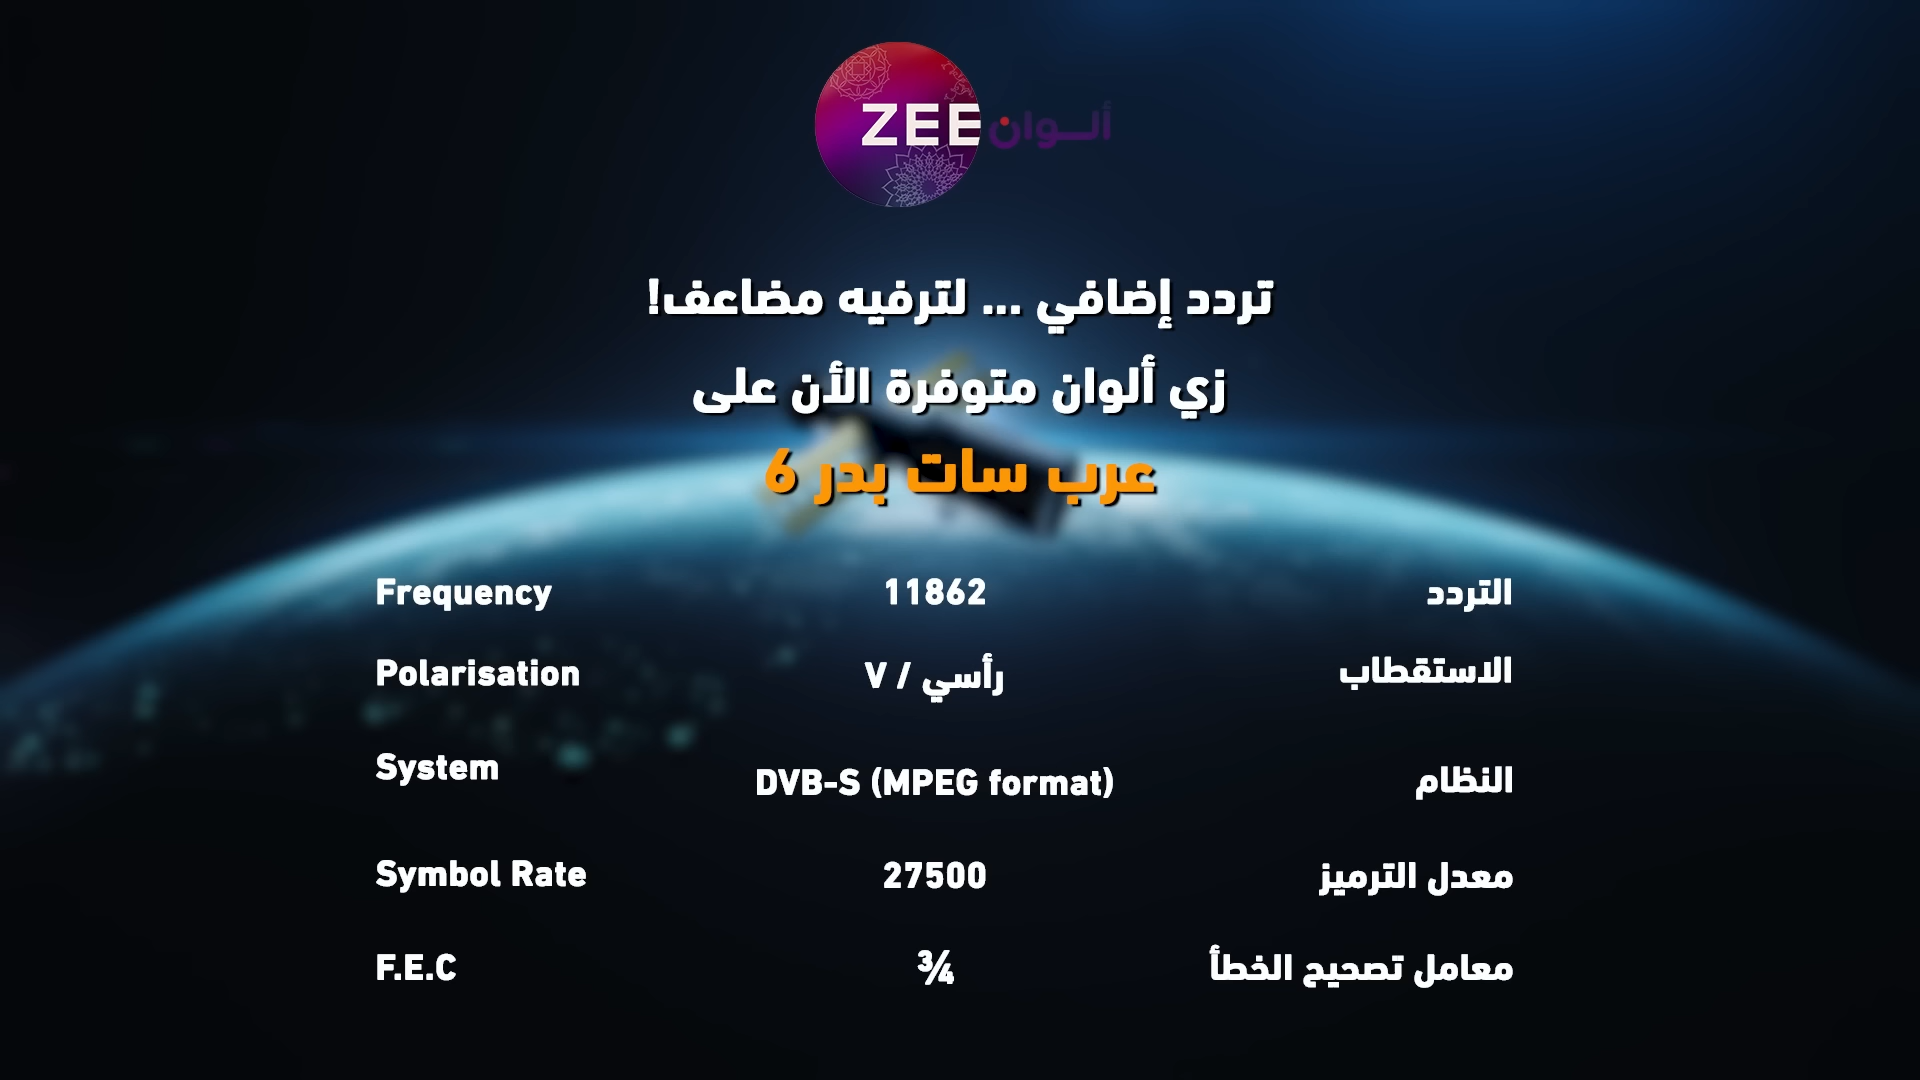 ZEE ألـــوان
تردد إضافي ... لترفيه مضاعف!
زي ألوان متوفرة الأن على
عرب سات بدر 6
Frequency 11862 التردد
Polarisation رأسي / V الاستقطاب
System DVB-S (MPEG format) النظام
Symbol Rate 27500 معدل الترميز
F.E.C ¾ معامل تصحيح الخطأ